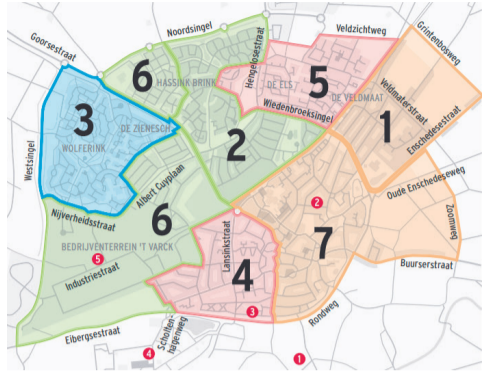 Noordsingel
Veldzichtweg
Goorsestraat
Hengelosestraat
Grintenbosweg
6
HASSINK BRINK
5
DE ELS
DE VELDMAAT
Veldmaterstraat
Enschedesestraat
1
3
DE ZIENESCH
WOLFERINK
Wiedenbroeksingel
2
Westsingel
Albert Cuyplaan
Nijverheidsstraat
6
2
Oude Enschedeseweg
Zoomweg
BEDRIJVENTERREIN 'T VARCK
5
Industriestraat
Lansinkstraat
4
7
Buurserstraat
3
Rondweg
Eibergsestraat
Scholten-
hagenweg
4
1